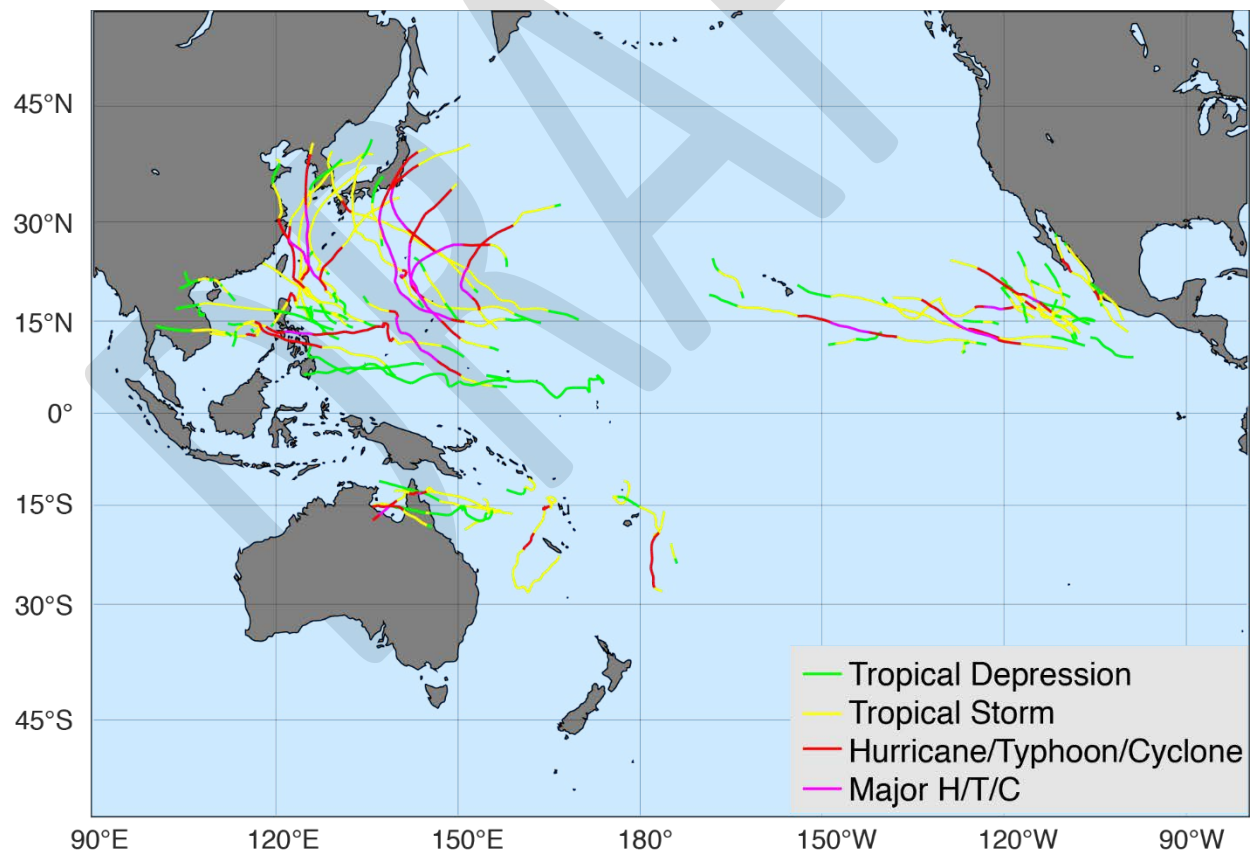 DRAFT
45°N
30°N
15°N
0°
15°S
30°S
45°S
Tropical Depression
Tropical Storm
Hurricane/Typhoon/Cyclone
Major H/T/C
90°E
120°E
150°E
180°
150°W
120°W
90°W